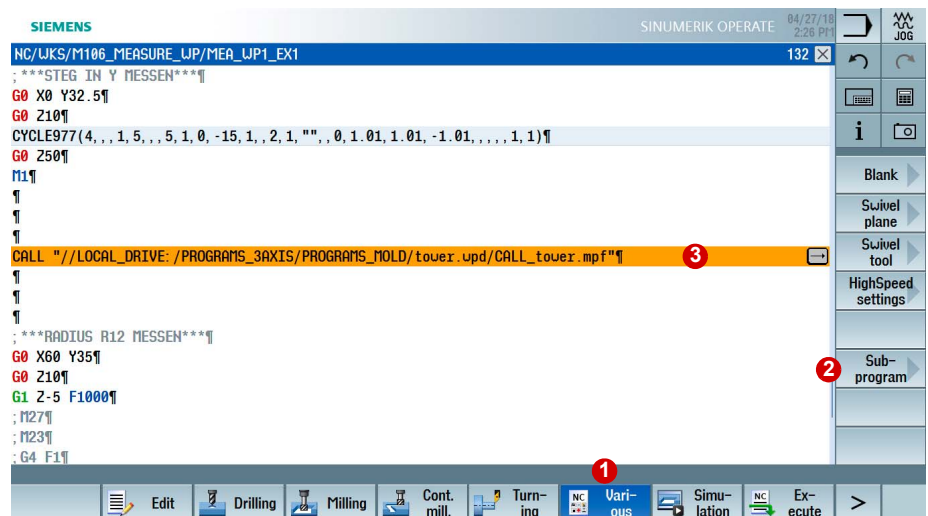 SIEMENS
SINUMERIK OPERATE
04/27/18
2:26 PM
JOG
NC/WKS/M106_MEASURE_WP/MEA_WP1_EX1
132
;***STEG IN Y MESSEN***¶
G0 X0 Y32.5¶
G0 Z10¶
CYCLE977(4,,,1,5,,,5,1,0,-15,1,,2,1,"",,0,1.01,1.01,-1.01,,,,,1,1)¶
G0 Z50¶
M1¶
¶
¶
¶
CALL "//LOCAL_DRIVE:/PROGRAMS_3AXIS/PROGRAMS_MOLD/tower.wpd/CALL_tower.mpf"¶
3
¶
¶
¶
;***RADIUS R12 MESSEN***¶
G0 X60 Y35¶
G0 Z10¶
G1 Z-5 F1000¶
;M27¶
;M23¶
;G4 F1¶
i
Blank
Swivel
plane
Swivel
tool
HighSpeed
settings
2
Sub-
program
1
Edit
Drilling
Milling
Cont.
mill.
Turn-
ing
NC
Vari-
ous
Simu-
lation
NC
Ex-
ecute
>